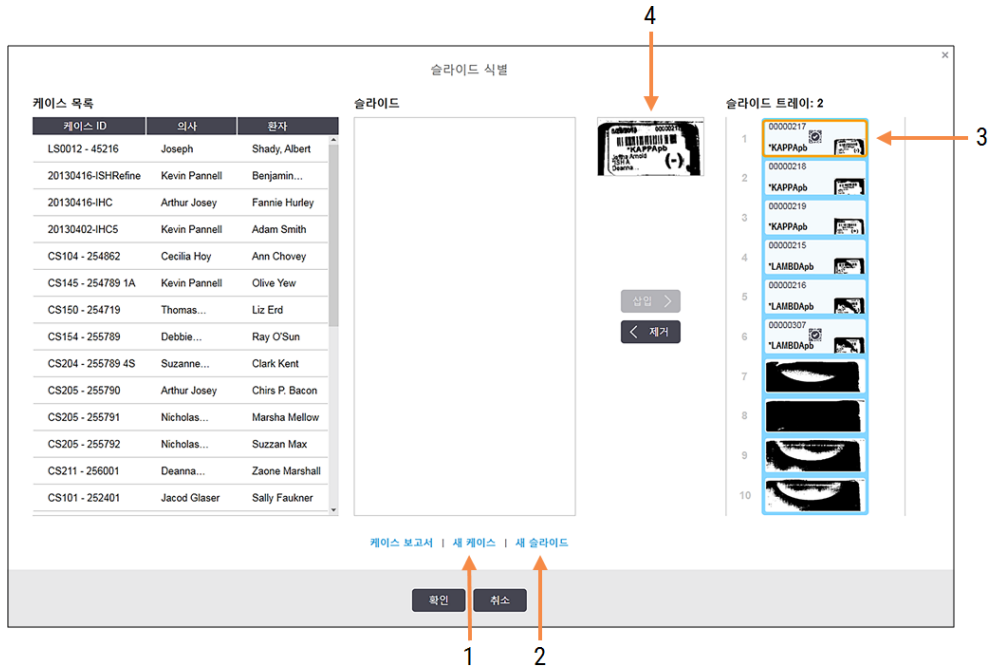 4
×
슬라이드 식별
케이스 목록
슬라이드
슬라이드 트레이: 2
케이스 ID 의사 환자
LS0012 - 45216 Joseph Shady, Albert
20130416-ISHRefine Kevin Pannell Benjamin...
20130416-IHC Arthur Josey Fannie Hurley
20130402-IHC5 Kevin Pannell Adam Smith
CS104 - 254862 Cecilia Hoy Ann Chovey
CS145 - 254789 1A Kevin Pannell Olive Yew
CS150 - 254719 Thomas... Liz Erd
CS154 - 255789 Debbie... Ray O'Sun
CS204 - 255789 4S Suzanne... Clark Kent
CS205 - 255790 Arthur Josey Chirs P. Bacon
CS205 - 255791 Nicholas... Marsha Mellow
CS205 - 255792 Nicholas... Suzzan Max
CS211 - 256001 Deanna... Zaone Marshall
CS101 - 252401 Jacod Glaser Sally Faukner
*KAPPApb
(-)
Deanna...
삽입 >
< 제거
1 00000217
*KAPPApb
3
2 00000218
*KAPPApb
3 00000219
*KAPPApb
4 00000215
*LAMBDApb
5 00000216
*LAMBDApb
6 00000307
*LAMBDApb
7
8
9
10
케이스 보고서 | 새 케이스 | 새 슬라이드
확인 취소
1 2